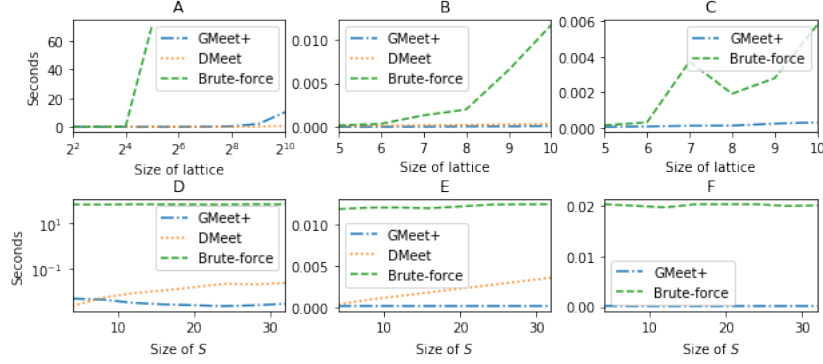 A
B
C
Seconds
60
40
20
0
GMeet+
DMeet
Brute-force
2^2
2^4
2^6
2^8
2^10
Size of lattice
0.010
0.005
0.000
GMeet+
DMeet
Brute-force
5
6
7
8
9
10
Size of lattice
0.006
0.004
0.002
0.000
GMeet+
Brute-force
5
6
7
8
9
10
Size of lattice
D
E
F
Seconds
10^1
10^-1
GMeet+
DMeet
Brute-force
10
20
30
Size of S
0.010
0.005
0.000
GMeet+
DMeet
Brute-force
10
20
30
Size of S
0.02
0.01
0.00
GMeet+
Brute-force
10
20
30
Size of S